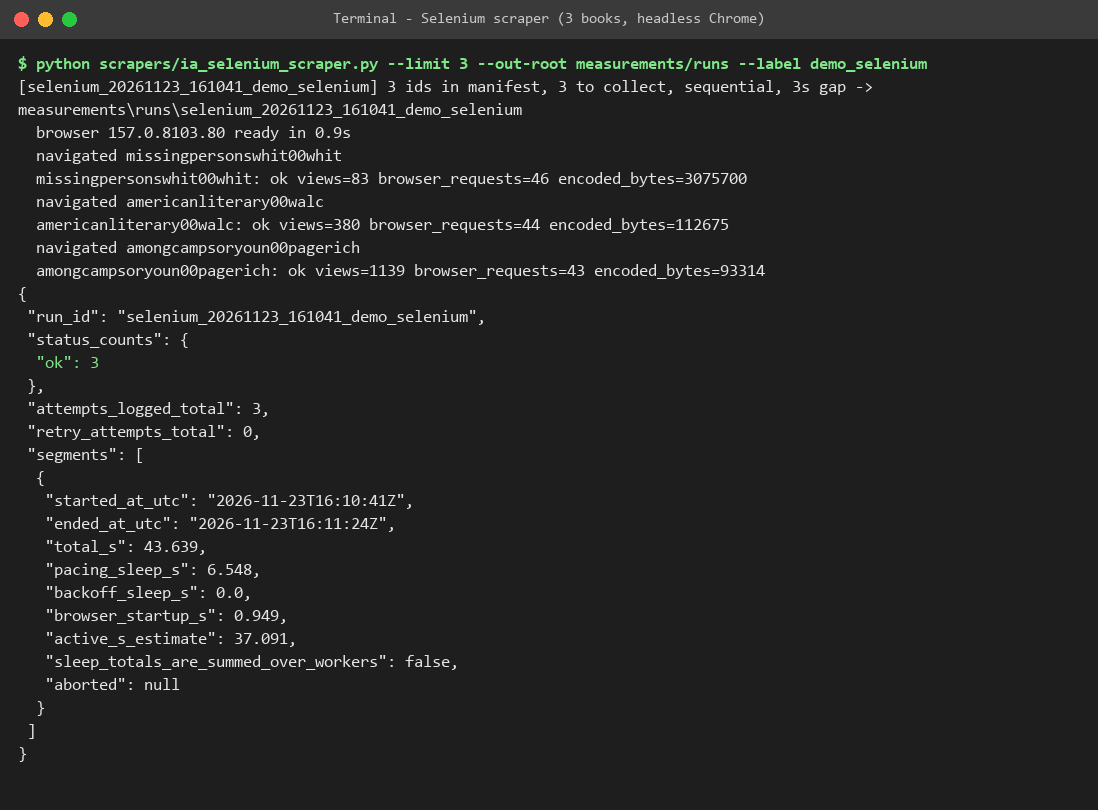 Terminal - Selenium scraper (3 books, headless Chrome)
$ python scrapers/ia_selenium_scraper.py --limit 3 --out-root measurements/runs --label demo_selenium
[selenium_20261123_161041_demo_selenium] 3 ids in manifest, 3 to collect, sequential, 3s gap ->
measurements\runs\selenium_20261123_161041_demo_selenium
  browser 157.0.8103.80 ready in 0.9s
  navigated missingpersonswhit00whit
  missingpersonswhit00whit: ok views=83 browser_requests=46 encoded_bytes=3075700
  navigated americanliterary00walc
  americanliterary00walc: ok views=380 browser_requests=44 encoded_bytes=112675
  navigated amongcampsoryoun00pagerich
  amongcampsoryoun00pagerich: ok views=1139 browser_requests=43 encoded_bytes=93314
{
 "run_id": "selenium_20261123_161041_demo_selenium",
 "status_counts": {
  "ok": 3
 },
 "attempts_logged_total": 3,
 "retry_attempts_total": 0,
 "segments": [
  {
   "started_at_utc": "2026-11-23T16:10:41Z",
   "ended_at_utc": "2026-11-23T16:11:24Z",
   "total_s": 43.639,
   "pacing_sleep_s": 6.548,
   "backoff_sleep_s": 0.0,
   "browser_startup_s": 0.949,
   "active_s_estimate": 37.091,
   "sleep_totals_are_summed_over_workers": false,
   "aborted": null
  }
 ]
}